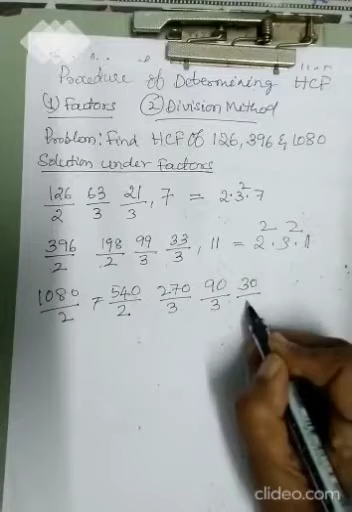 Procedure of Determining HCF
① Factors ② Division Method
Problem: Find HCF of 126, 396 & 1080
Solution under factors
126/2 63/3 21/3, 7 = 2·3²·7
396/2 198/2 99/3 33/3, 11 = 2²·3²·1
1080/2 = 540/2 270/3 90/3 30
clideo.com